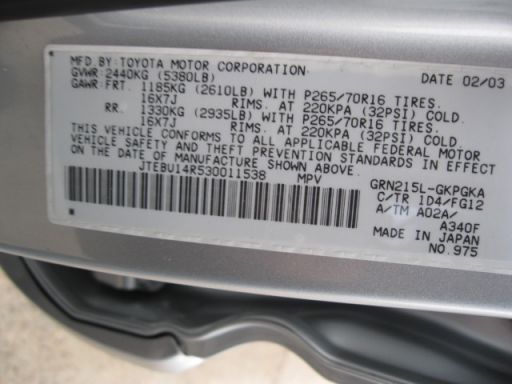 MFD.BY:TOYOTA MOTOR CORPORATION DATE 02/03
GVWR:2440KG (5380LB)
GAWR:FRT. 1185KG (2610LB) WITH P265/70R16 TIRES.
16X7J RIMS. AT 220KPA (32PSI) COLD.
RR. 1330KG (2935LB) WITH P265/70R16 TIRES.
16X7J RIMS. AT 220KPA (32PSI) COLD.
THIS VEHICLE CONFORMS TO ALL APPLICABLE FEDERAL MOTOR
VEHICLE SAFETY AND THEFT PREVENTION STANDARDS IN EFFECT
ON THE DATE OF MANUFACTURE SHOWN ABOVE.
JTEBU14R530011538 MPV GRN215L-GKPGKA
C/TR 1D4/FG12
A/TM A02A/
A340F
MADE IN JAPAN
NO.975